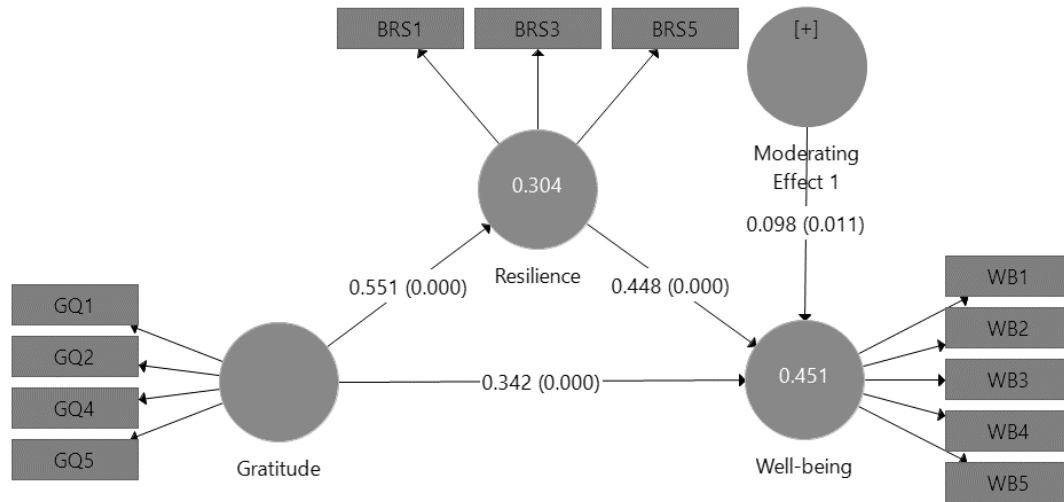 BRS1 BRS3 BRS5
[+]
Moderating
Effect 1
0.304
Resilience
0.098 (0.011)
0.551 (0.000)
0.448 (0.000)
GQ1
GQ2
GQ4
GQ5
Gratitude
0.342 (0.000)
0.451
Well-being
WB1
WB2
WB3
WB4
WB5